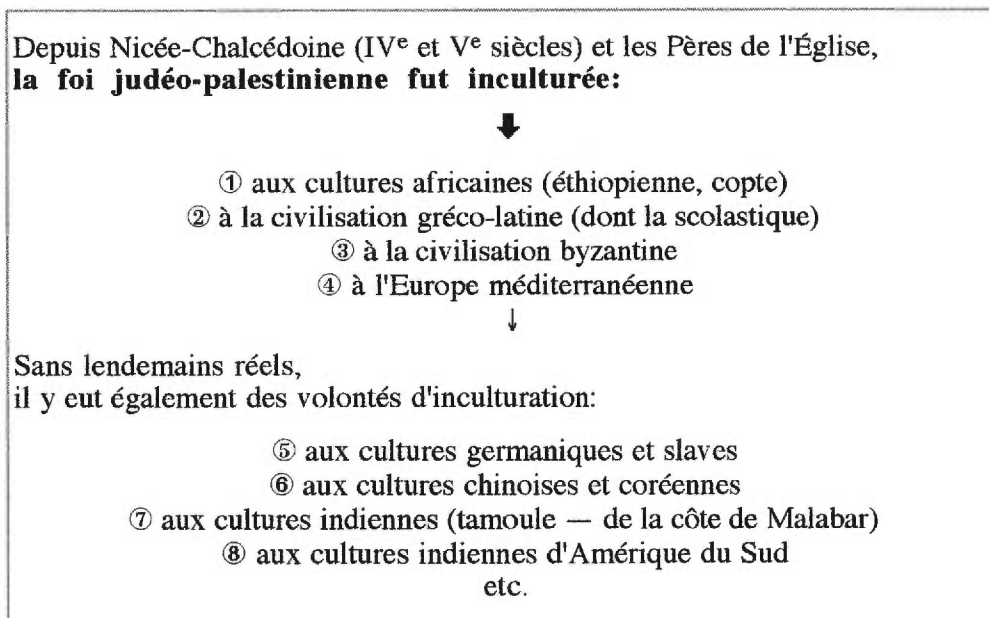 Depuis Nicée-Chalcédoine (IVe et Ve siècles) et les Pères de l'Église,
la foi judéo-palestinienne fut inculturée:
① aux cultures africaines (éthiopienne, copte)
② à la civilisation gréco-latine (dont la scolastique)
③ à la civilisation byzantine
④ à l'Europe méditerranéenne
Sans lendemains réels,
il y eut également des volontés d'inculturation:
⑤ aux cultures germaniques et slaves
⑥ aux cultures chinoises et coréennes
⑦ aux cultures indiennes (tamoule — de la côte de Malabar)
⑧ aux cultures indiennes d'Amérique du Sud
etc.